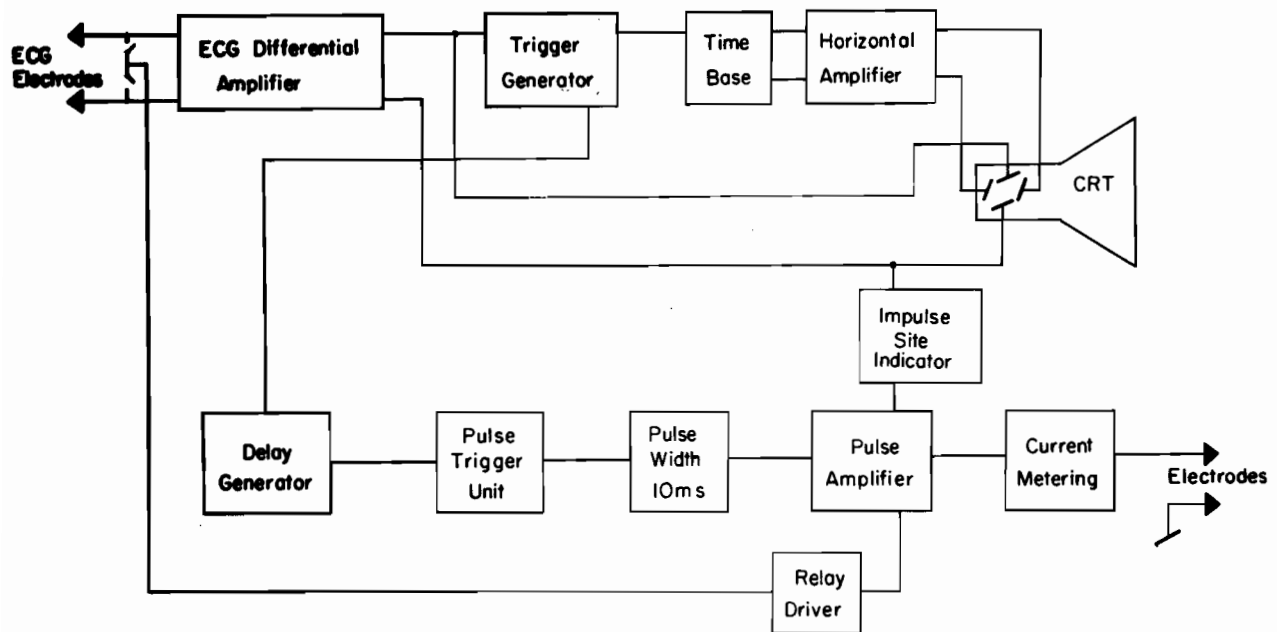 ECG
Electrodes
ECG Differential
Amplifier
Trigger
Generator
Time
Base
Horizontal
Amplifier
CRT
Impulse
Site
Indicator
Delay
Generator
Pulse
Trigger
Unit
Pulse
Width
10ms
Pulse
Amplifier
Current
Metering
Electrodes
Relay
Driver